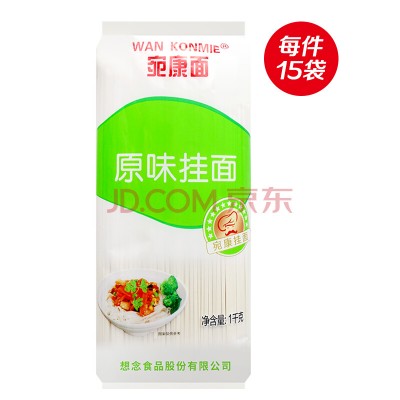 WAN KONMIE®
宛康面
每件
15袋
原味挂面
JD.COM 京东
宛康挂面
净含量:1千克
想念食品股份有限公司